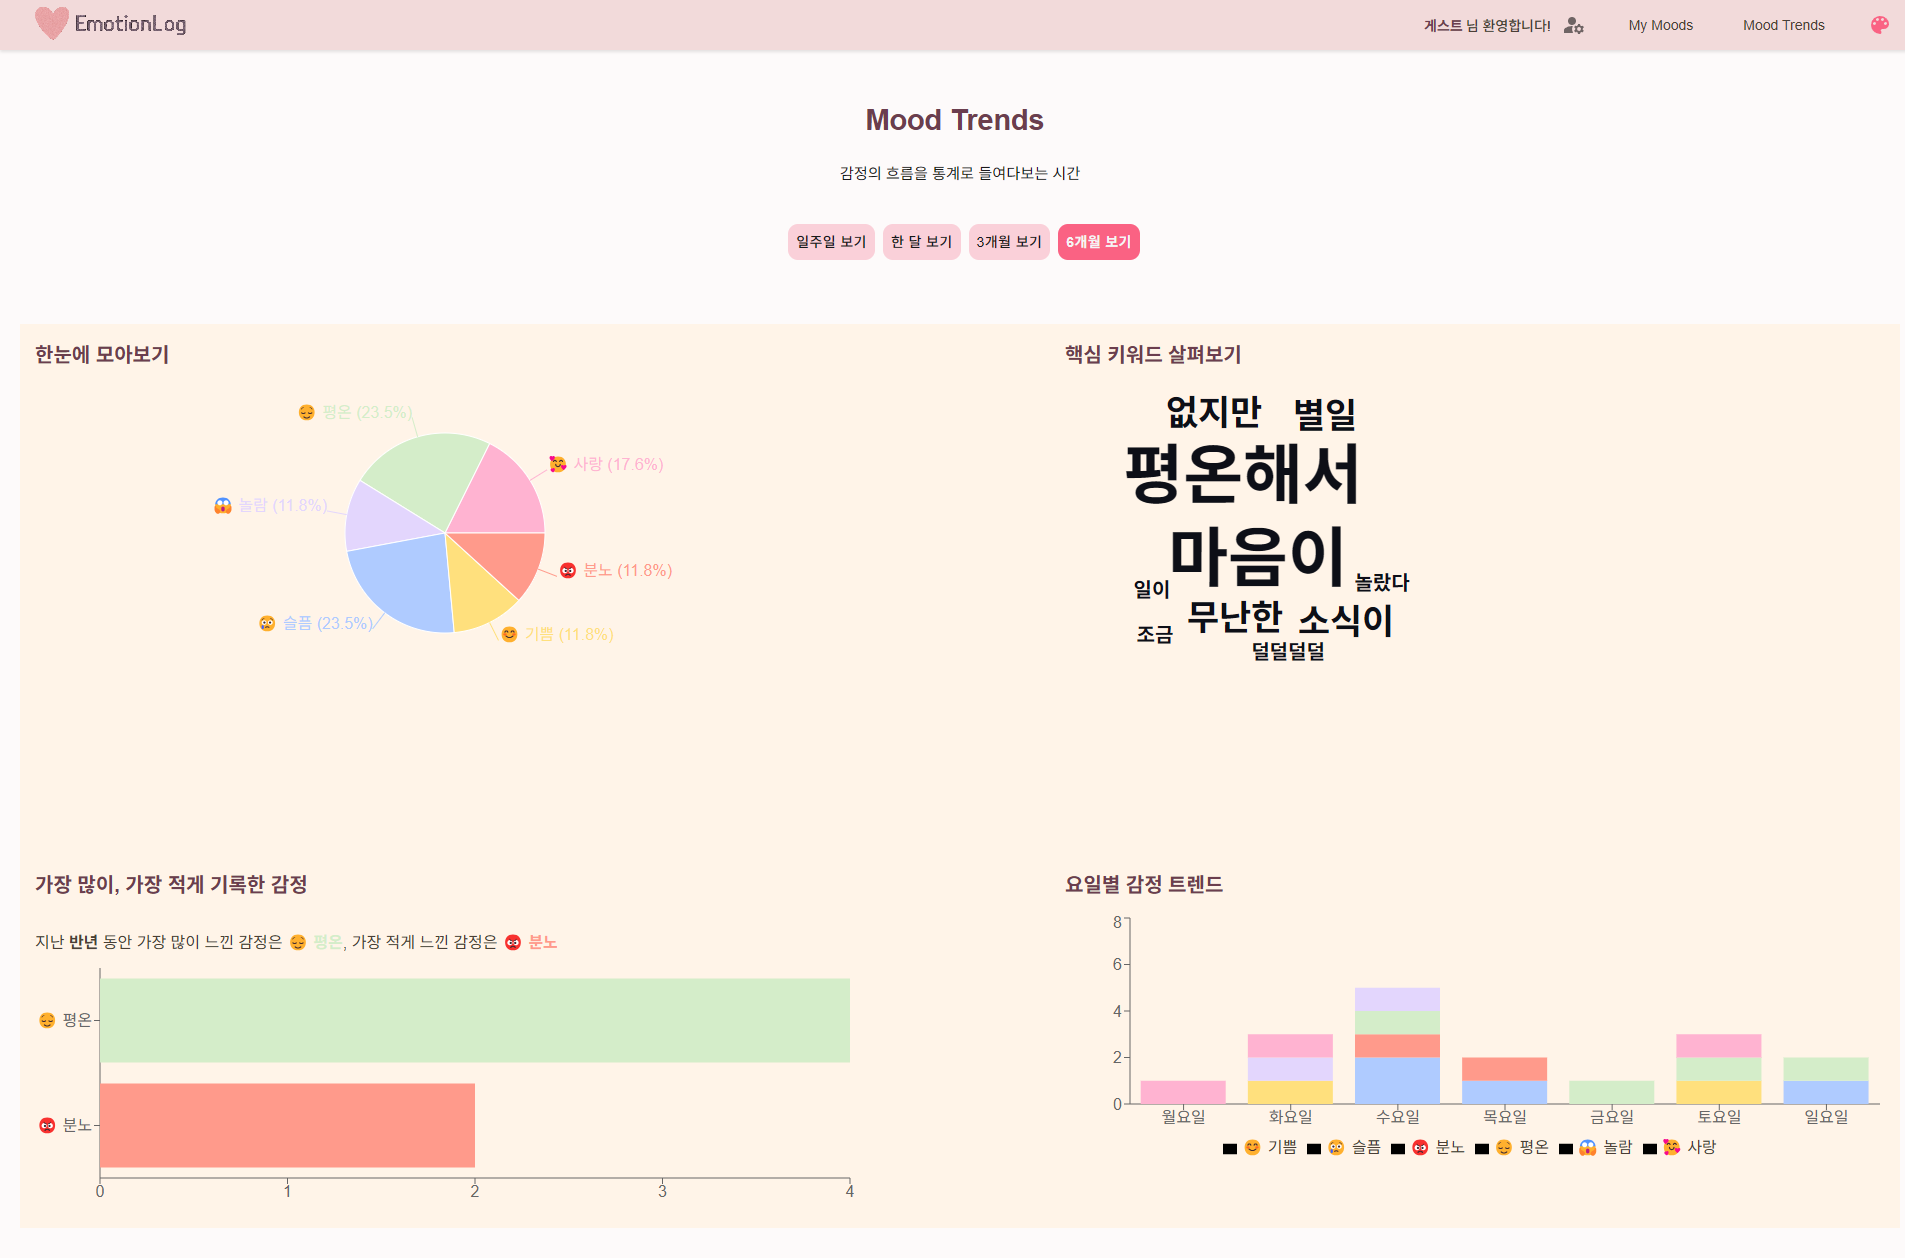 EmotionLog
게스트 님 환영합니다! My Moods Mood Trends
Mood Trends
감정의 흐름을 통계로 들여다보는 시간
일주일 보기 한 달 보기 3개월 보기 6개월 보기
한눈에 모아보기
😌 평온 (23.5%)
🥰 사랑 (17.6%)
😱 놀람 (11.8%)
👹 분노 (11.8%)
😢 슬픔 (23.5%)
😊 기쁨 (11.8%)
핵심 키워드 살펴보기
없지만 별일
평온해서
마음이
일이 놀랐다
무난한 소식이
조금
덜덜덜덜
가장 많이, 가장 적게 기록한 감정
지난 반년 동안 가장 많이 느낀 감정은 😌 평온, 가장 적게 느낀 감정은 👹 분노
😌 평온
👹 분노
0 1 2 3 4
요일별 감정 트렌드
8
6
4
2
0
월요일 화요일 수요일 목요일 금요일 토요일 일요일
😊 기쁨 😢 슬픔 👹 분노 😌 평온 😱 놀람 🥰 사랑